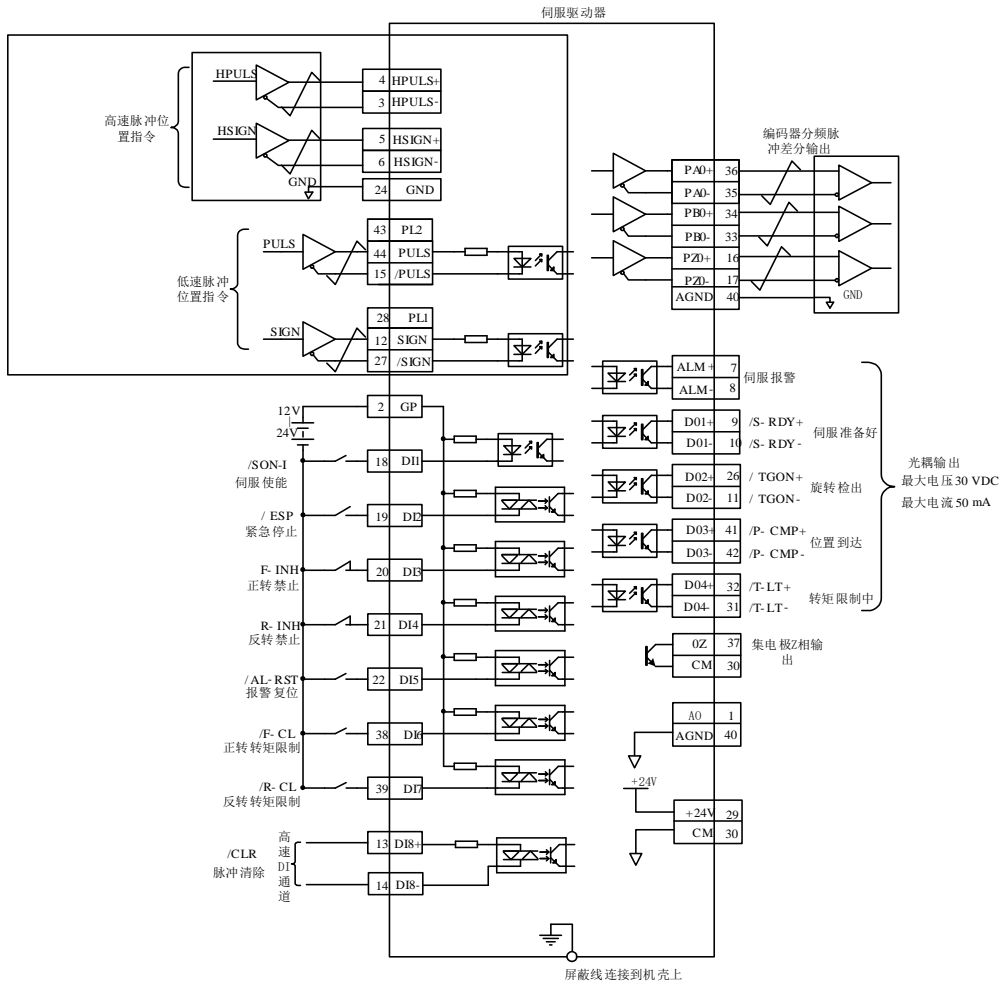 伺服驱动器
高速脉冲位
置指令
HPULS
HSIGN
GND
4 HPULS+
3 HPULS-
5 HSIGN+
6 HSIGN-
24 GND
低速脉冲
位置指令
PULS
SIGN
43 PL2
44 PULS
15 /PULS
28 PL1
12 SIGN
27 /SIGN
12V
24V
2 GP
/SON-I
伺服使能
18 DI1
/ ESP
紧急停止
19 DI2
F- INH
正转禁止
20 DI3
R- INH
反转禁止
21 DI4
/ AL- RST
报警复位
22 DI5
/F- CL
正转转矩限制
38 DI6
/R- CL
反转转矩限制
39 DI7
/CLR
脉冲清除
高
速
DI
通
道
13 DI8+
14 DI8-
编码器分频脉
冲差分输出
PA0+ 36
PA0- 35
PB0+ 34
PB0- 33
PZ0+ 16
PZ0- 17
AGND 40
GND
ALM+ 7
ALM- 8
伺服报警
D01+ 9 /S- RDY+
D01- 10 /S- RDY-
伺服准备好
D02+ 26 / TGON+
D02- 11 / TGON-
旋转检出
D03+ 41 /P- CMP+
D03- 42 /P- CMP-
位置到达
D04+ 32 /T-LT+
D04- 31 /T-LT-
转矩限制中
光耦输出
最大电压30 VDC
最大电流50 mA
0Z 37
CM 30
集电极Z相输
出
AO 1
AGND 40
+24V
+24V 29
CM 30
屏蔽线连接到机壳上